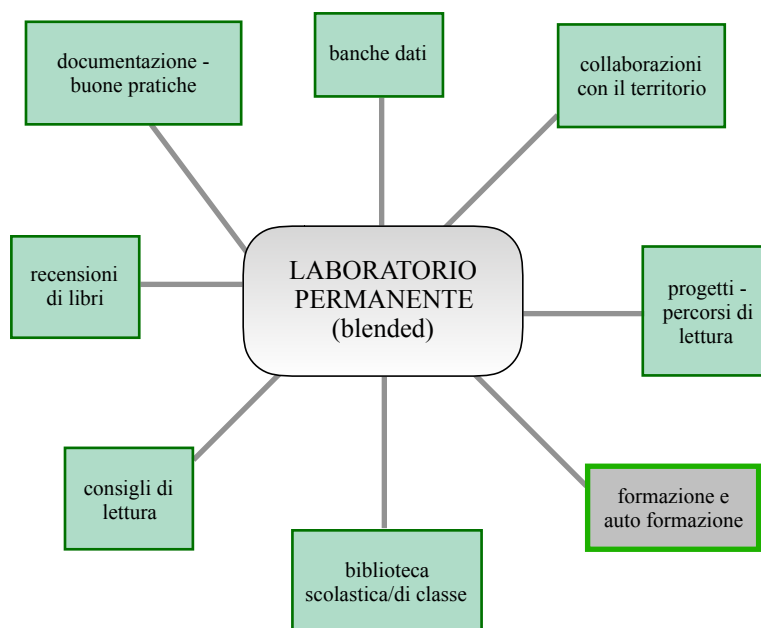 documentazione -
buone pratiche
banche dati
collaborazioni
con il territorio
recensioni
di libri
LABORATORIO
PERMANENTE
(blended)
progetti -
percorsi di
lettura
consigli di
lettura
formazione e
auto formazione
biblioteca
scolastica/di classe